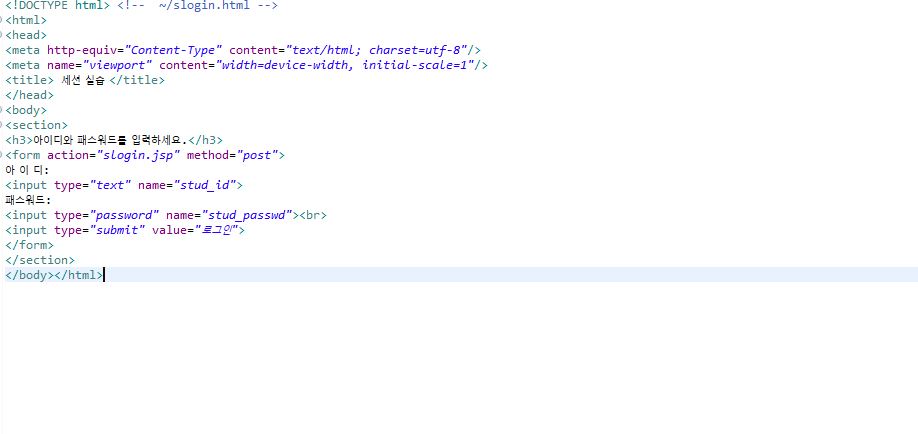 <!DOCTYPE html> <!--  ~/slogin.html -->
<html>
<head>
<meta http-equiv="Content-Type" content="text/html; charset=utf-8"/>
<meta name="viewport" content="width=device-width, initial-scale=1"/>
<title> 세션 실습 </title>
</head>
<body>
<section>
<h3>아이디와 패스워드를 입력하세요.</h3>
<form action="slogin.jsp" method="post">
아 이 디:
<input type="text" name="stud_id">
패스워드:
<input type="password" name="stud_passwd"><br>
<input type="submit" value="로그인">
</form>
</section>
</body></html>